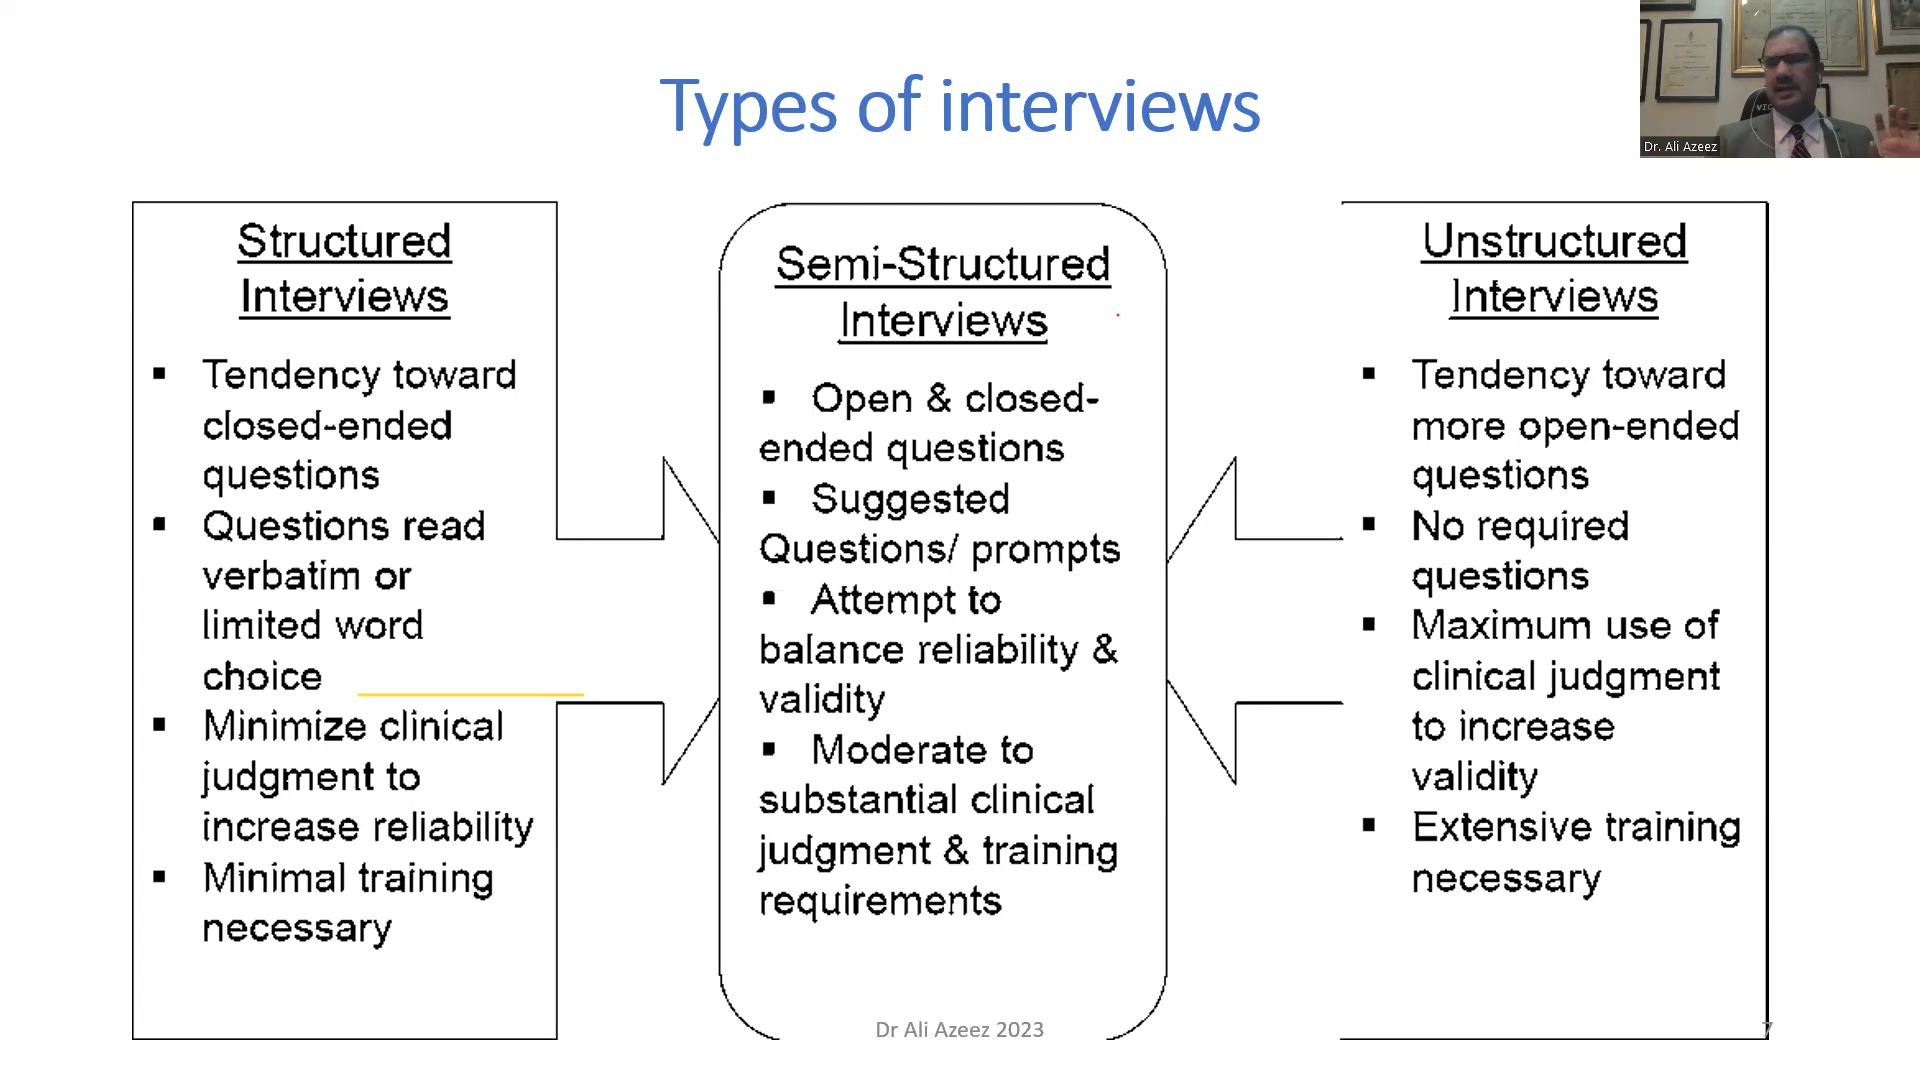 Types of interviews
Dr. Ali Azeez
Structured
Interviews
▪ Tendency toward
closed-ended
questions
▪ Questions read
verbatim or
limited word
choice
▪ Minimize clinical
judgment to
increase reliability
▪ Minimal training
necessary
Semi-Structured
Interviews
▪ Open & closed-
ended questions
▪ Suggested
Questions/ prompts
▪ Attempt to
balance reliability &
validity
▪ Moderate to
substantial clinical
judgment & training
requirements
Unstructured
Interviews
▪ Tendency toward
more open-ended
questions
▪ No required
questions
▪ Maximum use of
clinical judgment
to increase
validity
▪ Extensive training
necessary
Dr Ali Azeez 2023
7